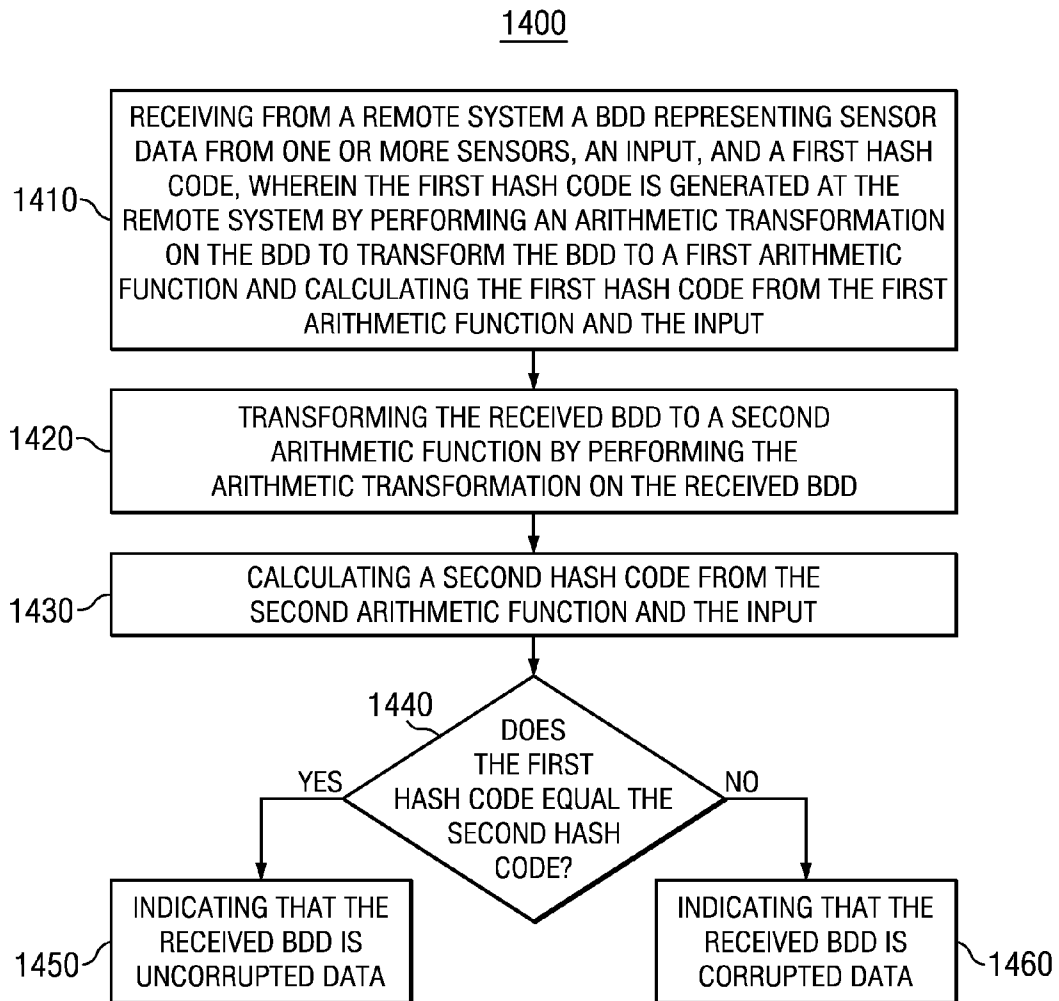 1400
RECEIVING FROM A REMOTE SYSTEM A BDD REPRESENTING SENSOR
DATA FROM ONE OR MORE SENSORS, AN INPUT, AND A FIRST HASH
CODE, WHEREIN THE FIRST HASH CODE IS GENERATED AT THE
REMOTE SYSTEM BY PERFORMING AN ARITHMETIC TRANSFORMATION
ON THE BDD TO TRANSFORM THE BDD TO A FIRST ARITHMETIC
FUNCTION AND CALCULATING THE FIRST HASH CODE FROM THE FIRST
ARITHMETIC FUNCTION AND THE INPUT
1410
TRANSFORMING THE RECEIVED BDD TO A SECOND
ARITHMETIC FUNCTION BY PERFORMING THE
ARITHMETIC TRANSFORMATION ON THE RECEIVED BDD
1420
CALCULATING A SECOND HASH CODE FROM THE
SECOND ARITHMETIC FUNCTION AND THE INPUT
1430
1440
DOES
THE FIRST
HASH CODE EQUAL THE
SECOND HASH
CODE?
YES
NO
INDICATING THAT THE
RECEIVED BDD IS
UNCORRUPTED DATA
1450
INDICATING THAT THE
RECEIVED BDD IS
CORRUPTED DATA
1460